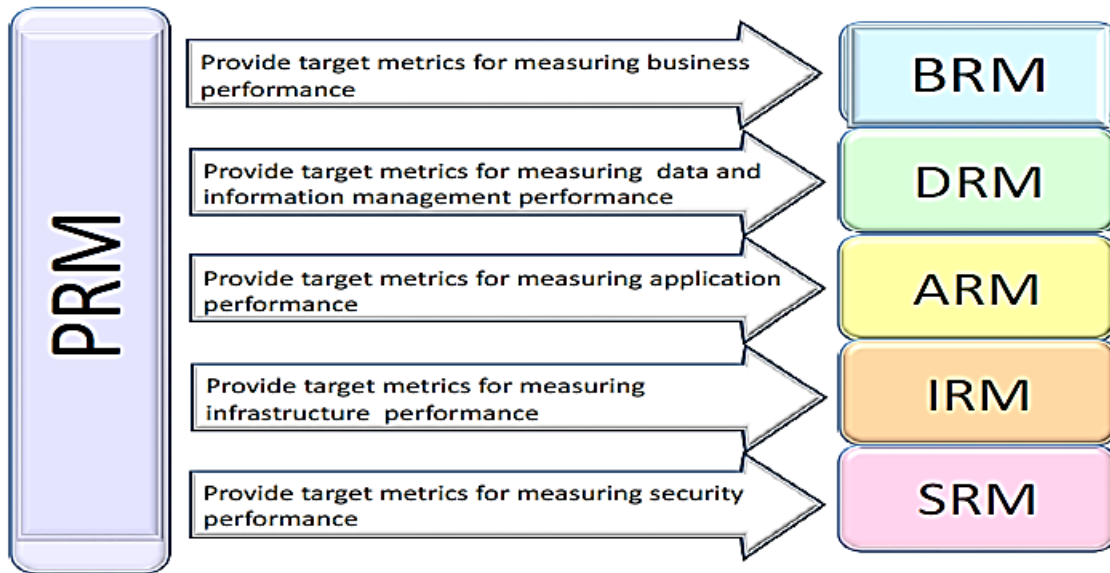 PRM
Provide target metrics for measuring business
performance
BRM
Provide target metrics for measuring data and
information management performance
DRM
Provide target metrics for measuring application
performance
ARM
Provide target metrics for measuring
infrastructure performance
IRM
Provide target metrics for measuring security
performance
SRM